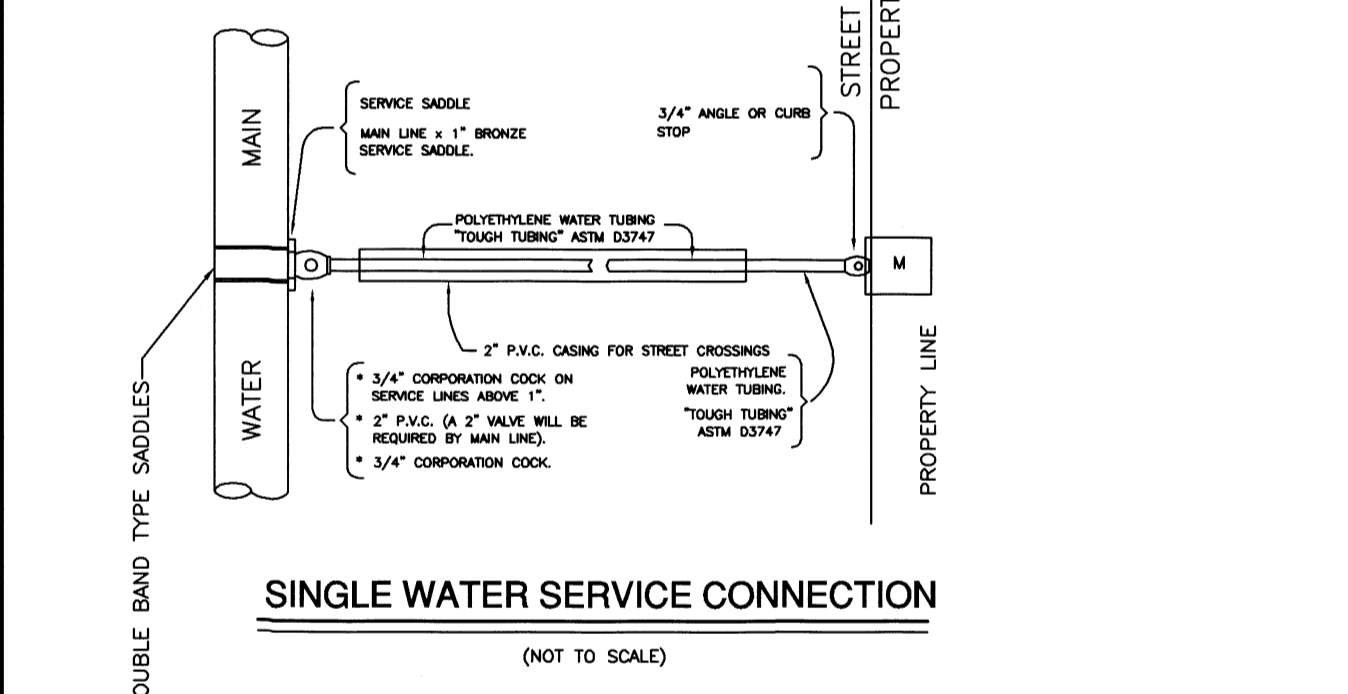 STREET
PROPERT
MAIN
SERVICE SADDLE
MAIN LINE x 1" BRONZE
SERVICE SADDLE.
3/4" ANGLE OR CURB
STOP
POLYETHYLENE WATER TUBING
"TOUGH TUBING" ASTM D3747
M
2" P.V.C. CASING FOR STREET CROSSINGS
WATER
* 3/4" CORPORATION COCK ON
SERVICE LINES ABOVE 1".
* 2" P.V.C. (A 2" VALVE WILL BE
REQUIRED BY MAIN LINE).
* 3/4" CORPORATION COCK.
POLYETHYLENE
WATER TUBING.
"TOUGH TUBING"
ASTM D3747
PROPERTY LINE
OUBLE BAND TYPE SADDLES
SINGLE WATER SERVICE CONNECTION
(NOT TO SCALE)